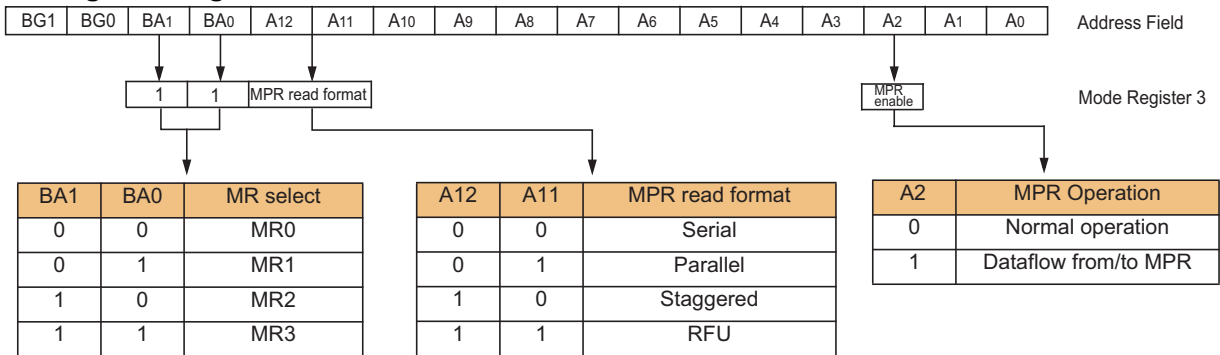 BG1 BG0 BA1 BA0 A12 A11 A10 A9 A8 A7 A6 A5 A4 A3 A2 A1 A0 Address Field
1 1 MPR read format MPR enable Mode Register 3
BA1 BA0 MR select
0 0 MR0
0 1 MR1
1 0 MR2
1 1 MR3
A12 A11 MPR read format
0 0 Serial
0 1 Parallel
1 0 Staggered
1 1 RFU
A2 MPR Operation
0 Normal operation
1 Dataflow from/to MPR